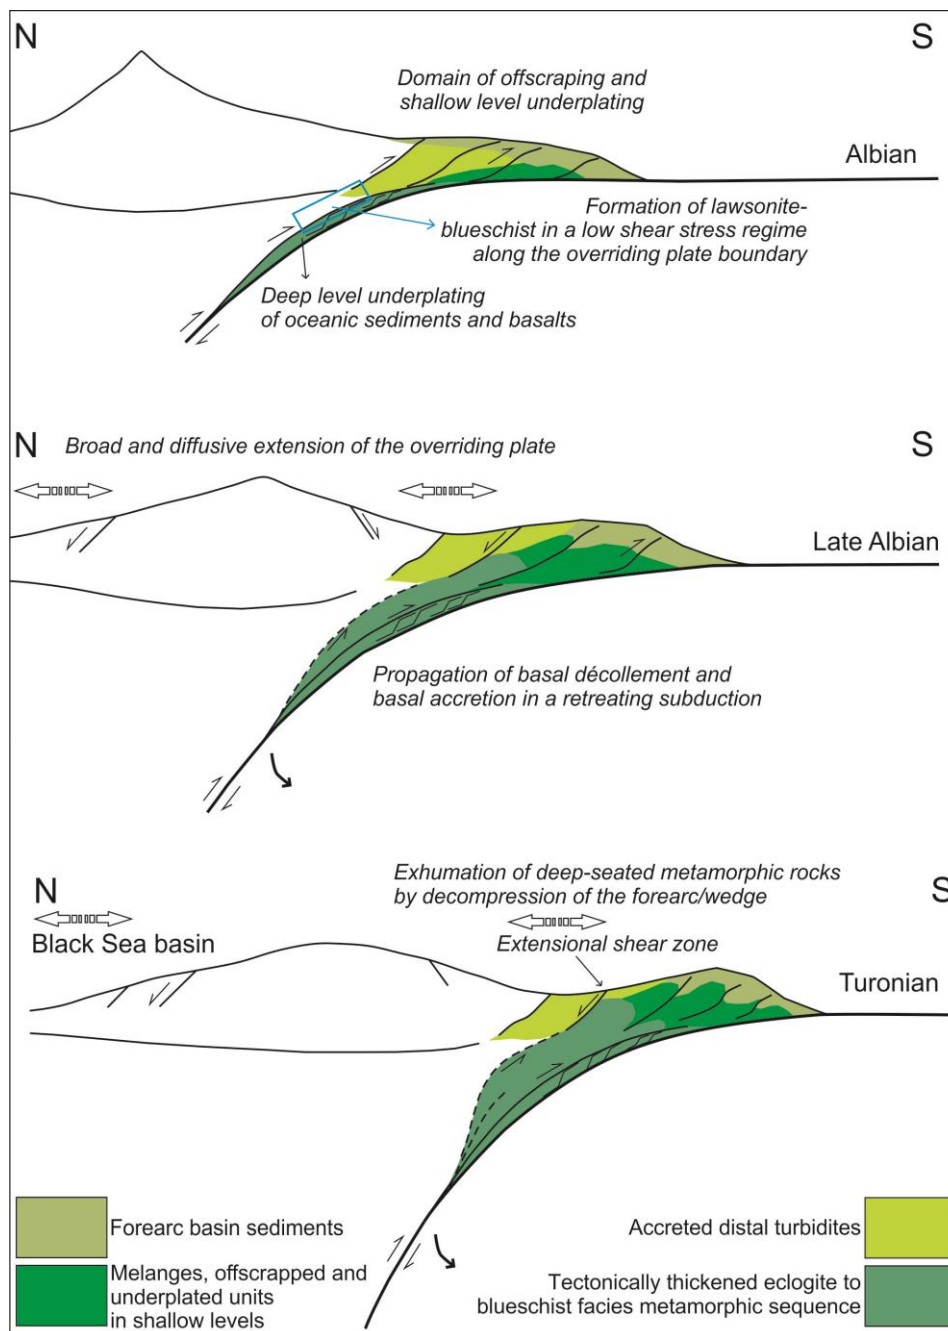 N
S
Domain of offscraping and
shallow level underplating
Albian
Formation of lawsonite-
blueschist in a low shear stress regime
along the overriding plate boundary
Deep level underplating
of oceanic sediments and basalts
N
S
Broad and diffusive extension of the overriding plate
Late Albian
Propagation of basal décollement and
basal accretion in a retreating subduction
N
S
Exhumation of deep-seated metamorphic rocks
by decompression of the forearc/wedge
Black Sea basin
Extensional shear zone
Turonian
Forearc basin sediments
Accreted distal turbidites
Melanges, offscrapped and
underplated units
in shallow levels
Tectonically thickened eclogite to
blueschist facies metamorphic sequence